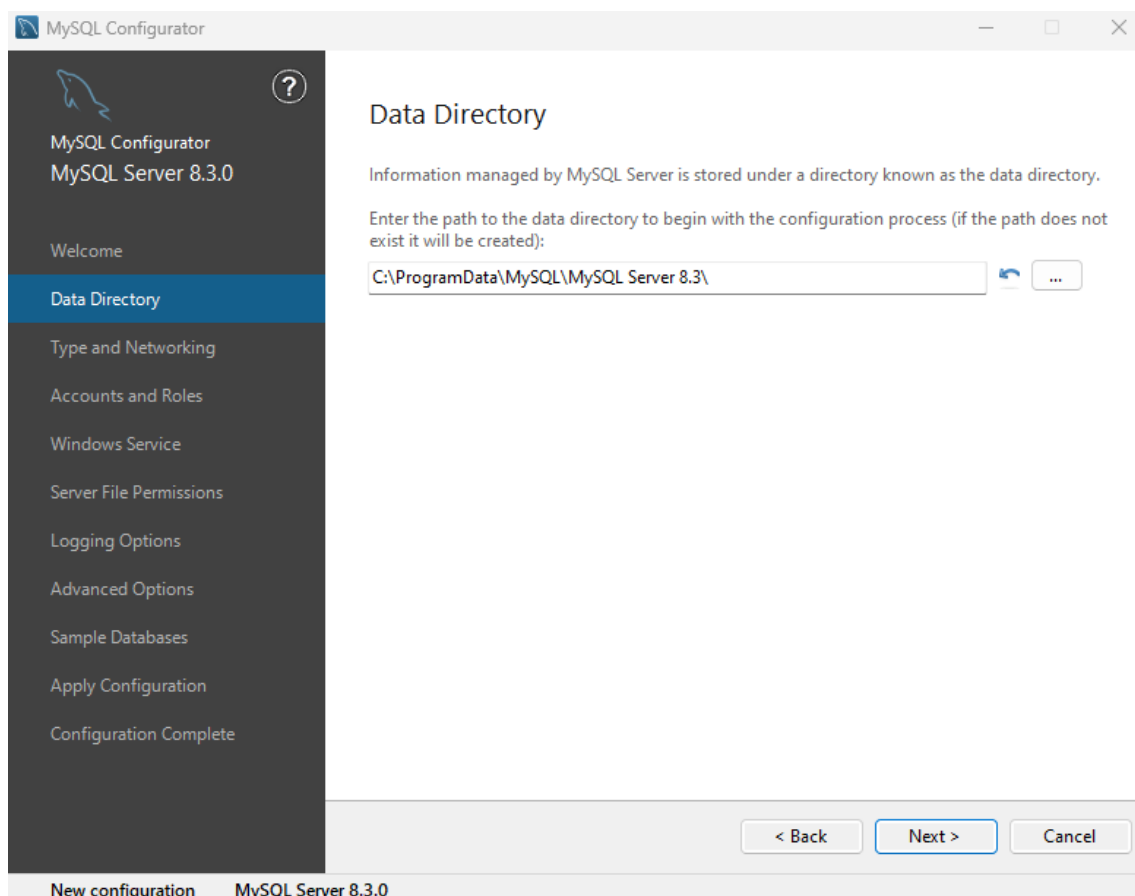 MySQL Configurator
?
MySQL Configurator
MySQL Server 8.3.0
Welcome
Data Directory
Type and Networking
Accounts and Roles
Windows Service
Server File Permissions
Logging Options
Advanced Options
Sample Databases
Apply Configuration
Configuration Complete
Data Directory
Information managed by MySQL Server is stored under a directory known as the data directory.
Enter the path to the data directory to begin with the configuration process (if the path does not
exist it will be created):
C:\ProgramData\MySQL\MySQL Server 8.3\
...
< Back Next > Cancel
New configuration MySQL Server 8.3.0